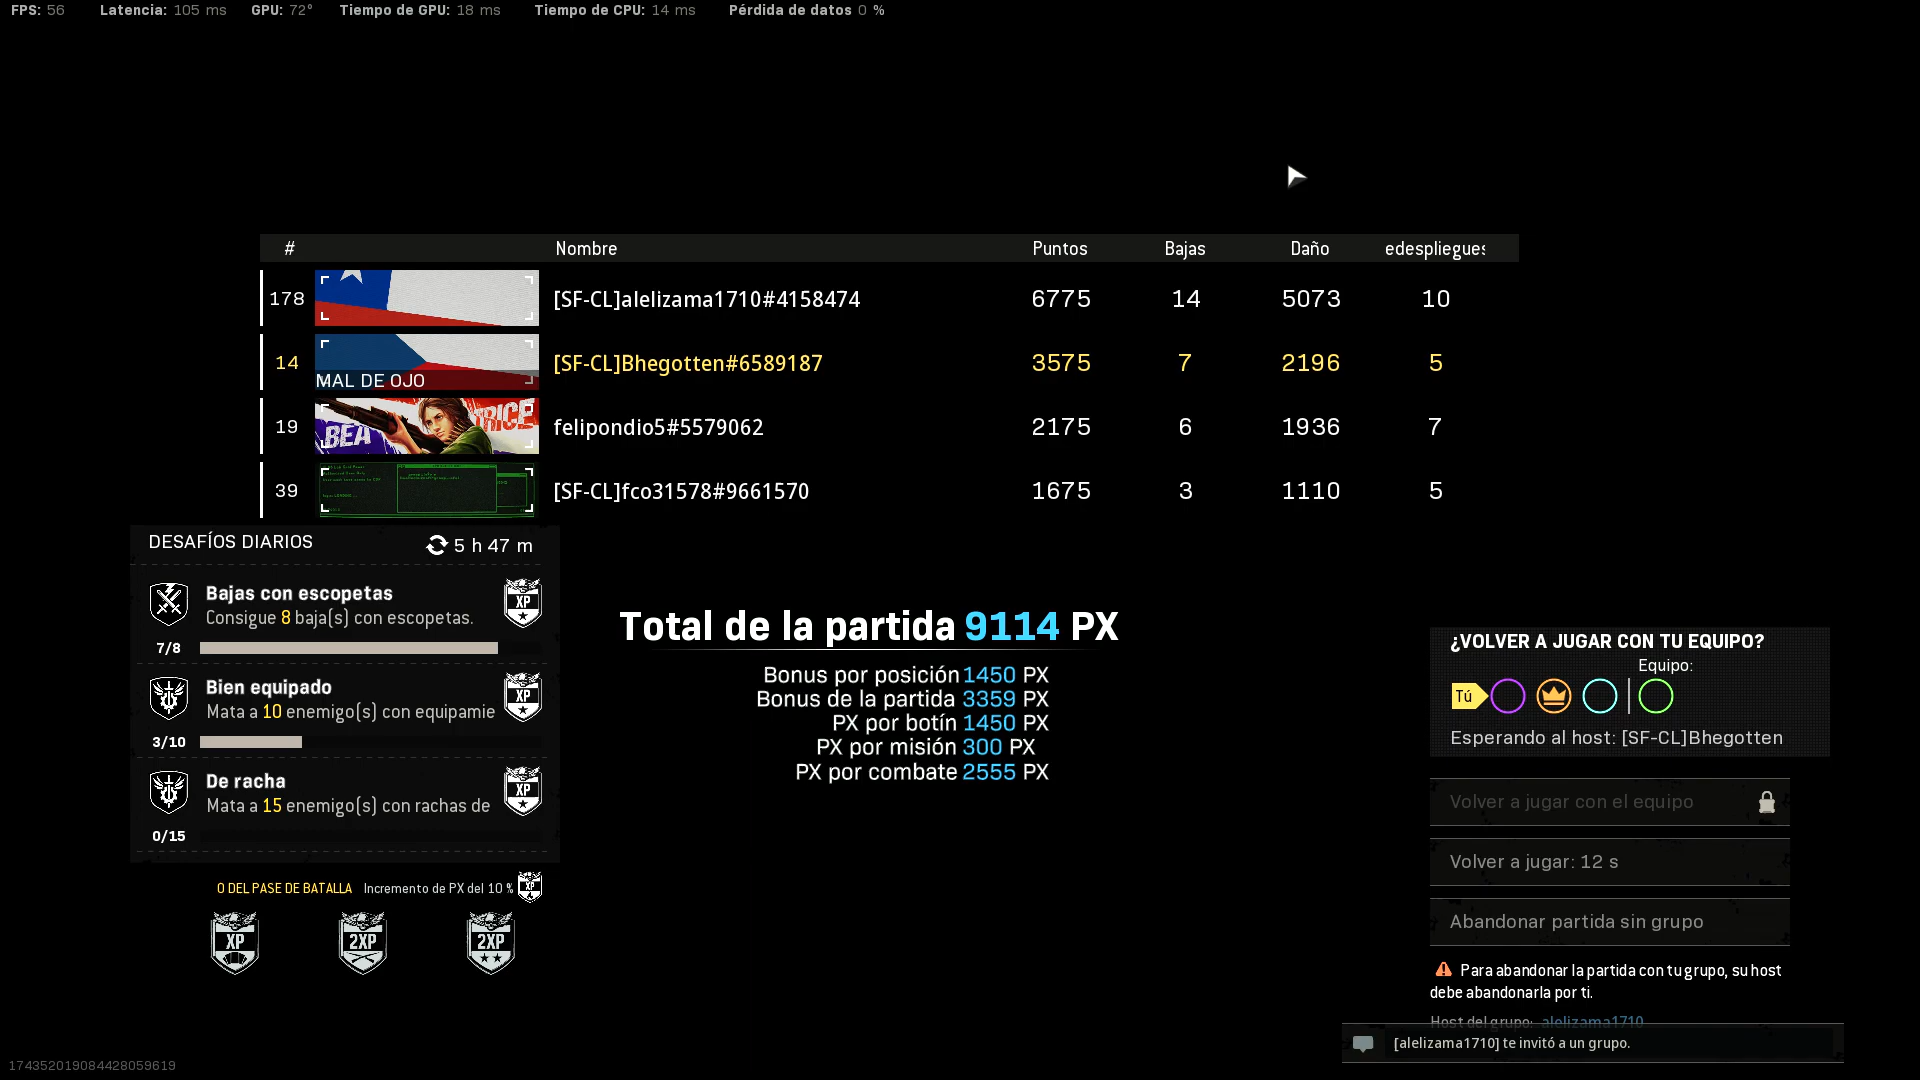 FPS: 56 Latencia: 105 ms GPU: 72° Tiempo de GPU: 18 ms Tiempo de CPU: 14 ms Pérdida de datos 0 %
# Nombre Puntos Bajas Daño edespliegues
178 [SF-CL]alelizama1710#4158474 6775 14 5073 10
14 MAL DE OJO [SF-CL]Bhegotten#6589187 3575 7 2196 5
19 BEA TRICE felipondio5#5579062 2175 6 1936 7
39 [SF-CL]fco31578#9661570 1675 3 1110 5
DESAFÍOS DIARIOS 5 h 47 m
Bajas con escopetas
Consigue 8 baja(s) con escopetas.
XP
7/8
Bien equipado
Mata a 10 enemigo(s) con equipamie
XP
3/10
De racha
Mata a 15 enemigo(s) con rachas de
XP
0/15
O DEL PASE DE BATALLA Incremento de PX del 10 % XP
XP 2XP 2XP
Total de la partida 9114 PX
Bonus por posición 1450 PX
Bonus de la partida 3359 PX
PX por botín 1450 PX
PX por misión 300 PX
PX por combate 2555 PX
¿VOLVER A JUGAR CON TU EQUIPO?
Equipo:
Tú
Esperando al host: [SF-CL]Bhegotten
Volver a jugar con el equipo
Volver a jugar: 12 s
Abandonar partida sin grupo
Para abandonar la partida con tu grupo, su host
debe abandonarla por ti.
Host del grupo: alelizama1710
[alelizama1710] te invitó a un grupo.
174352019084428059619